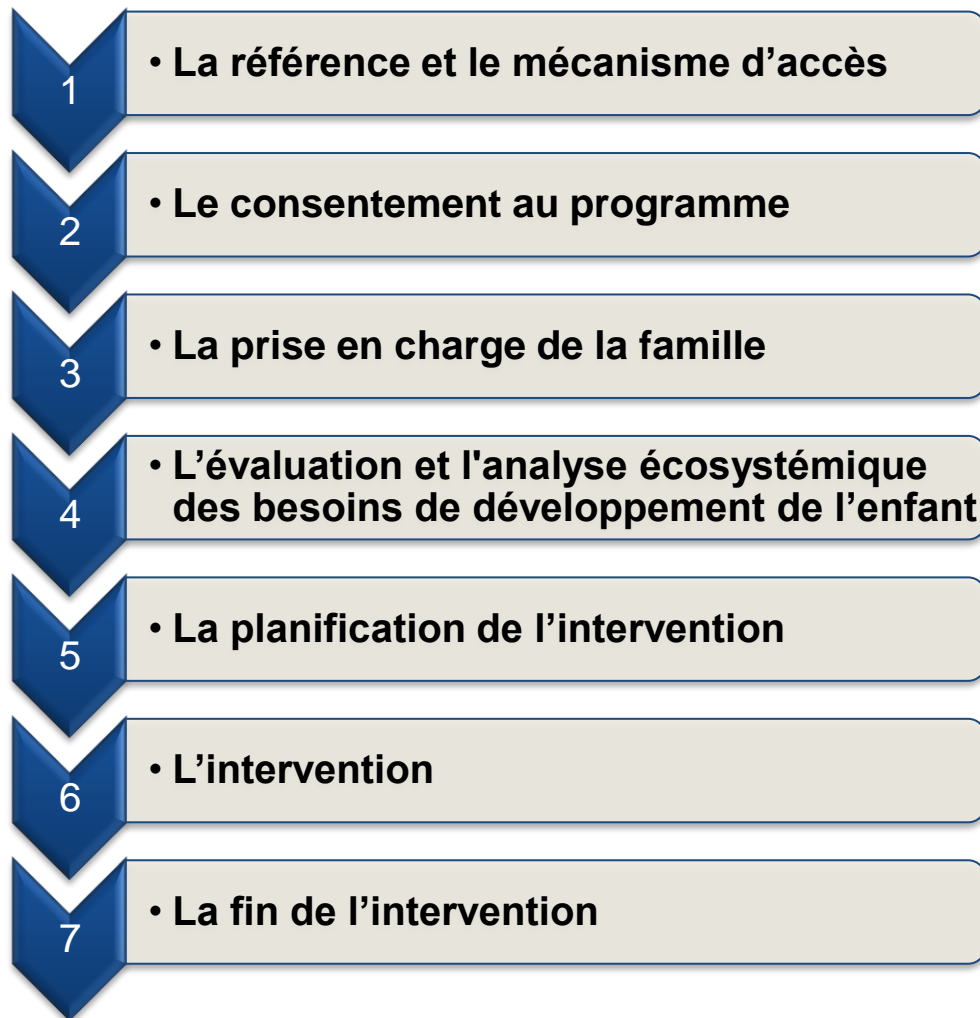 1
• La référence et le mécanisme d’accès
2
• Le consentement au programme
3
• La prise en charge de la famille
4
• L’évaluation et l'analyse écosystémique
des besoins de développement de l’enfant
5
• La planification de l’intervention
6
• L’intervention
7
• La fin de l’intervention